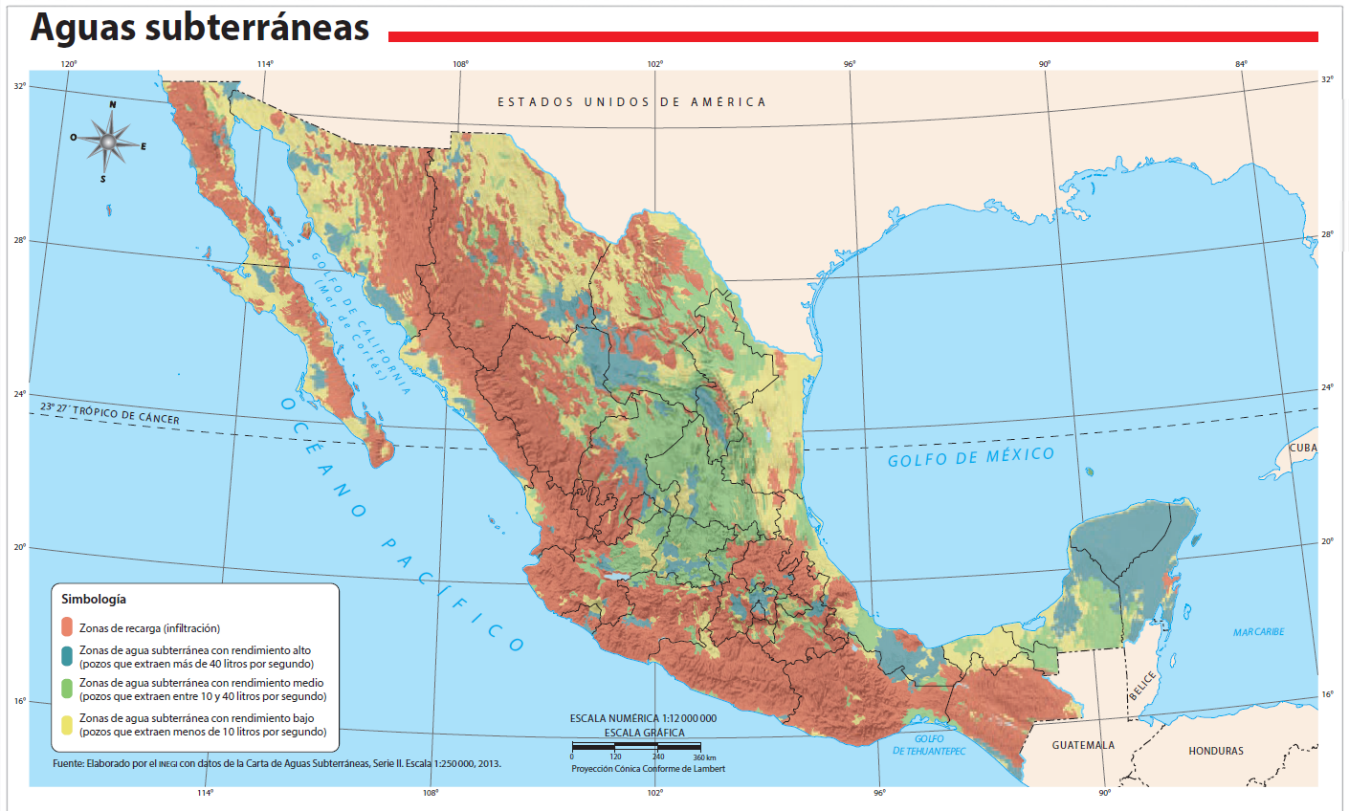 Aguas subterráneas
120°
114°
108°
102°
96°
90°
84°
32°
32°
ESTADOS UNIDOS DE AMÉRICA
N
O
E
S
28°
28°
GOLFO DE CALIFORNIA
(Mar de Cortés)
24°
24°
23° 27´ TRÓPICO DE CÁNCER
GOLFO DE MÉXICO
CUBA
OCÉANO PACÍFICO
20°
20°
Simbología
Zonas de recarga (infiltración)
Zonas de agua subterránea con rendimiento alto
(pozos que extraen más de 40 litros por segundo)
Zonas de agua subterránea con rendimiento medio
(pozos que extraen entre 10 y 40 litros por segundo)
Zonas de agua subterránea con rendimiento bajo
(pozos que extraen menos de 10 litros por segundo)
MAR CARIBE
BELICE
16°
16°
ESCALA NUMÉRICA 1:12 000 000
ESCALA GRÁFICA
0 120 240 360 km
Proyección Cónica Conforme de Lambert
GOLFO
DE TEHUANTEPEC
GUATEMALA
HONDURAS
Fuente: Elaborado por el INEGI con datos de la Carta de Aguas Subterráneas, Serie II. Escala 1:250 000, 2013.
114°
108°
102°
96°
90°